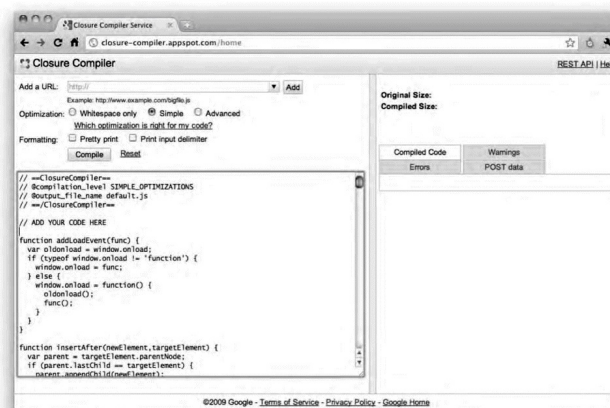 Closure Compiler Service
closure-compiler.appspot.com/home
Closure Compiler
REST API | He
Add a URL: http:// Add
Example: http://www.example.com/bigfile.js
Optimization: Whitespace only Simple Advanced
Which optimization is right for my code?
Formatting: Pretty print Print input delimiter
Compile Reset
// ==ClosureCompiler==
// @compilation_level SIMPLE_OPTIMIZATIONS
// @output_file_name default.js
// ==/ClosureCompiler==
// ADD YOUR CODE HERE
function addLoadEvent(func) {
var oldonload = window.onload;
if (typeof window.onload != 'function') {
window.onload = func;
} else {
window.onload = function() {
oldonload();
func();
}
}
}
function insertAfter(newElement,targetElement) {
var parent = targetElement.parentNode;
if (parent.lastChild == targetElement) {
parent.appendChild(newElement);
Original Size:
Compiled Size:
Compiled Code Warnings
Errors POST data
©2009 Google - Terms of Service - Privacy Policy - Google Home